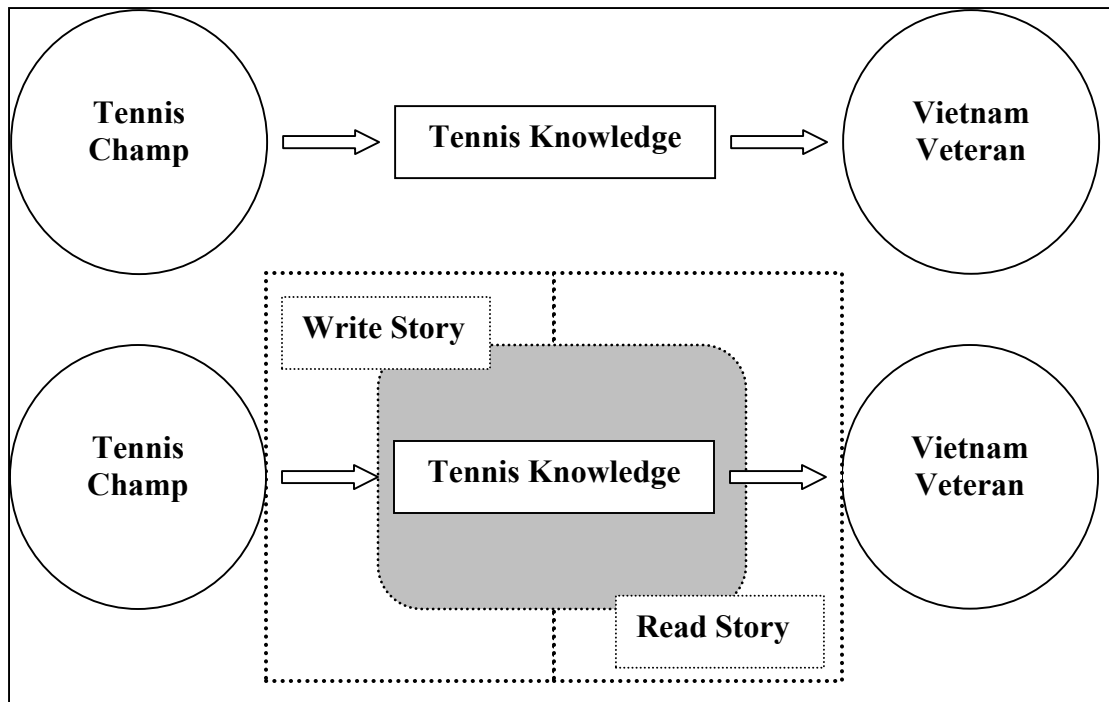 Tennis
Champ
Tennis Knowledge
Vietnam
Veteran
Write Story
Tennis
Champ
Tennis Knowledge
Vietnam
Veteran
Read Story